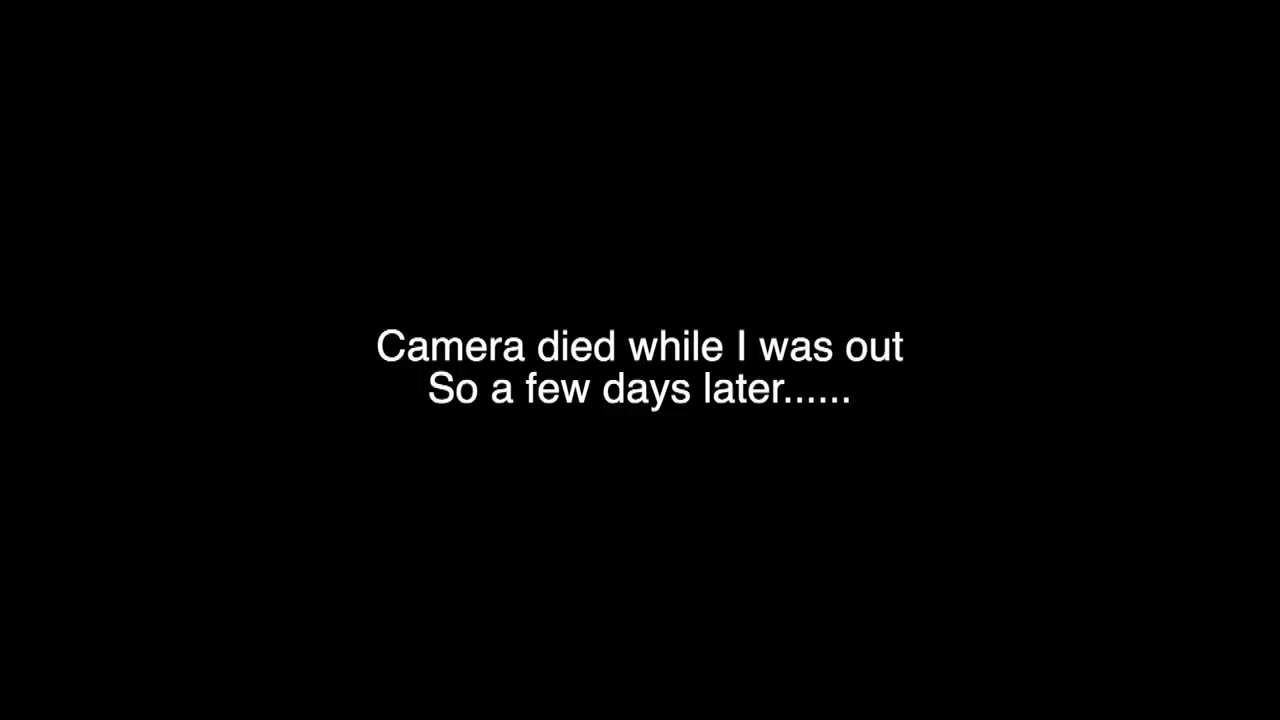 Camera died while I was out
So a few days later......